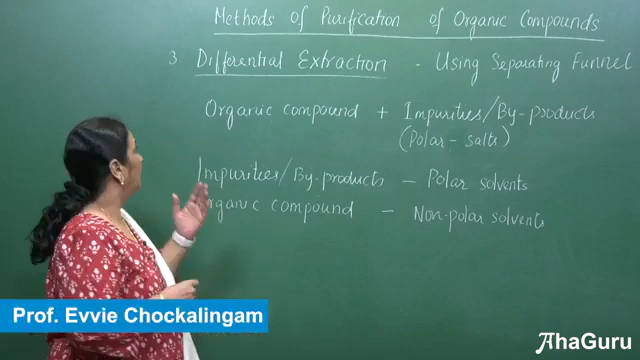 Methods of Purification of Organic Compounds
3 Differential Extraction - Using Separating Funnel
Organic compound + Impurities/By-products
(Polar - salts)
Impurities/By-products - Polar solvents
rganic compound - Non-polar solvents
Prof. Evvie Chockalingam
AhaGuru